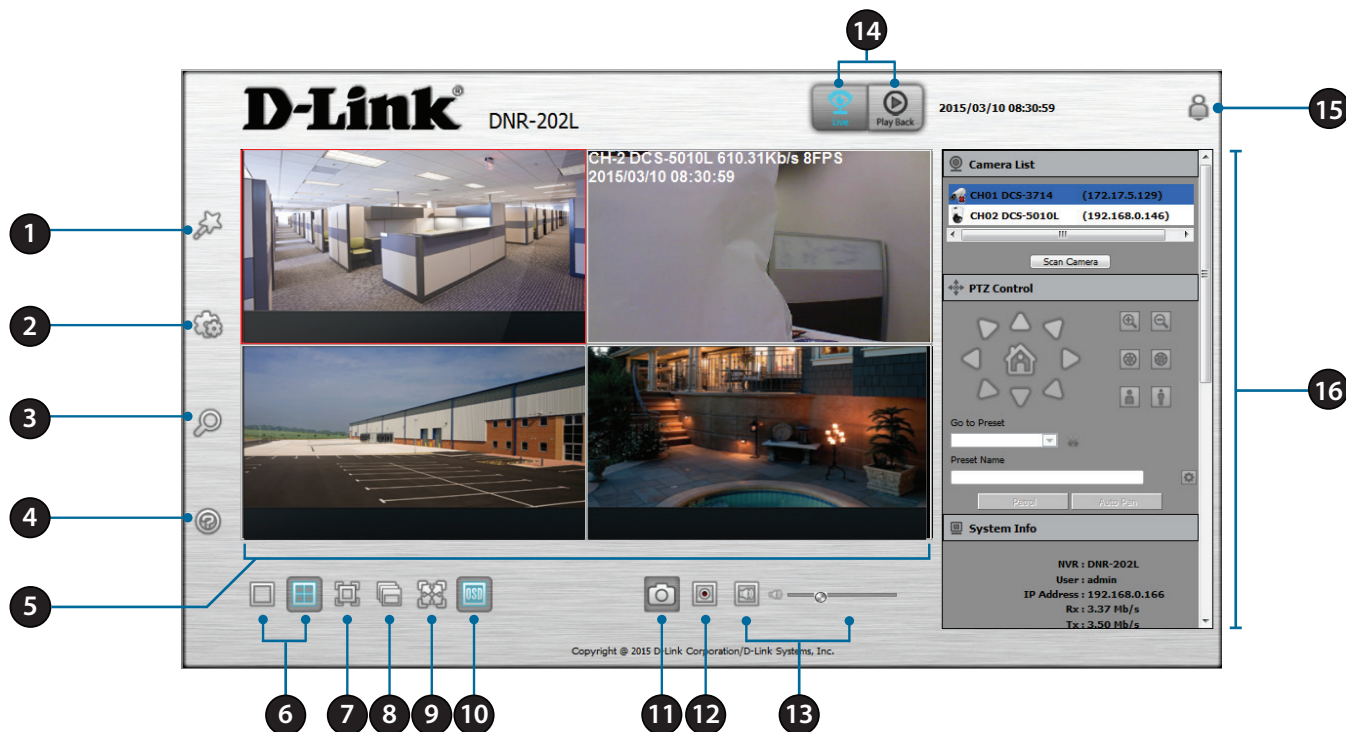 14
D-Link®
DNR-202L
Live
Play Back
2015/03/10 08:30:59
15
CH-2 DCS-5010L 610.31Kb/s 8FPS
2015/03/10 08:30:59
Camera List
CH01 DCS-3714 (172.17.5.129)
CH02 DCS-5010L (192.168.0.146)
Scan Camera
PTZ Control
Go to Preset
Preset Name
Patrol
Auto Pan
System Info
NVR : DNR-202L
User : admin
IP Address : 192.168.0.166
Rx : 3.37 Mb/s
Tx : 3.50 Mb/s
1
2
3
4
5
16
OSD
Copyright @ 2015 D-Link Corporation/D-Link Systems, Inc.
6
7
8
9
10
11
12
13